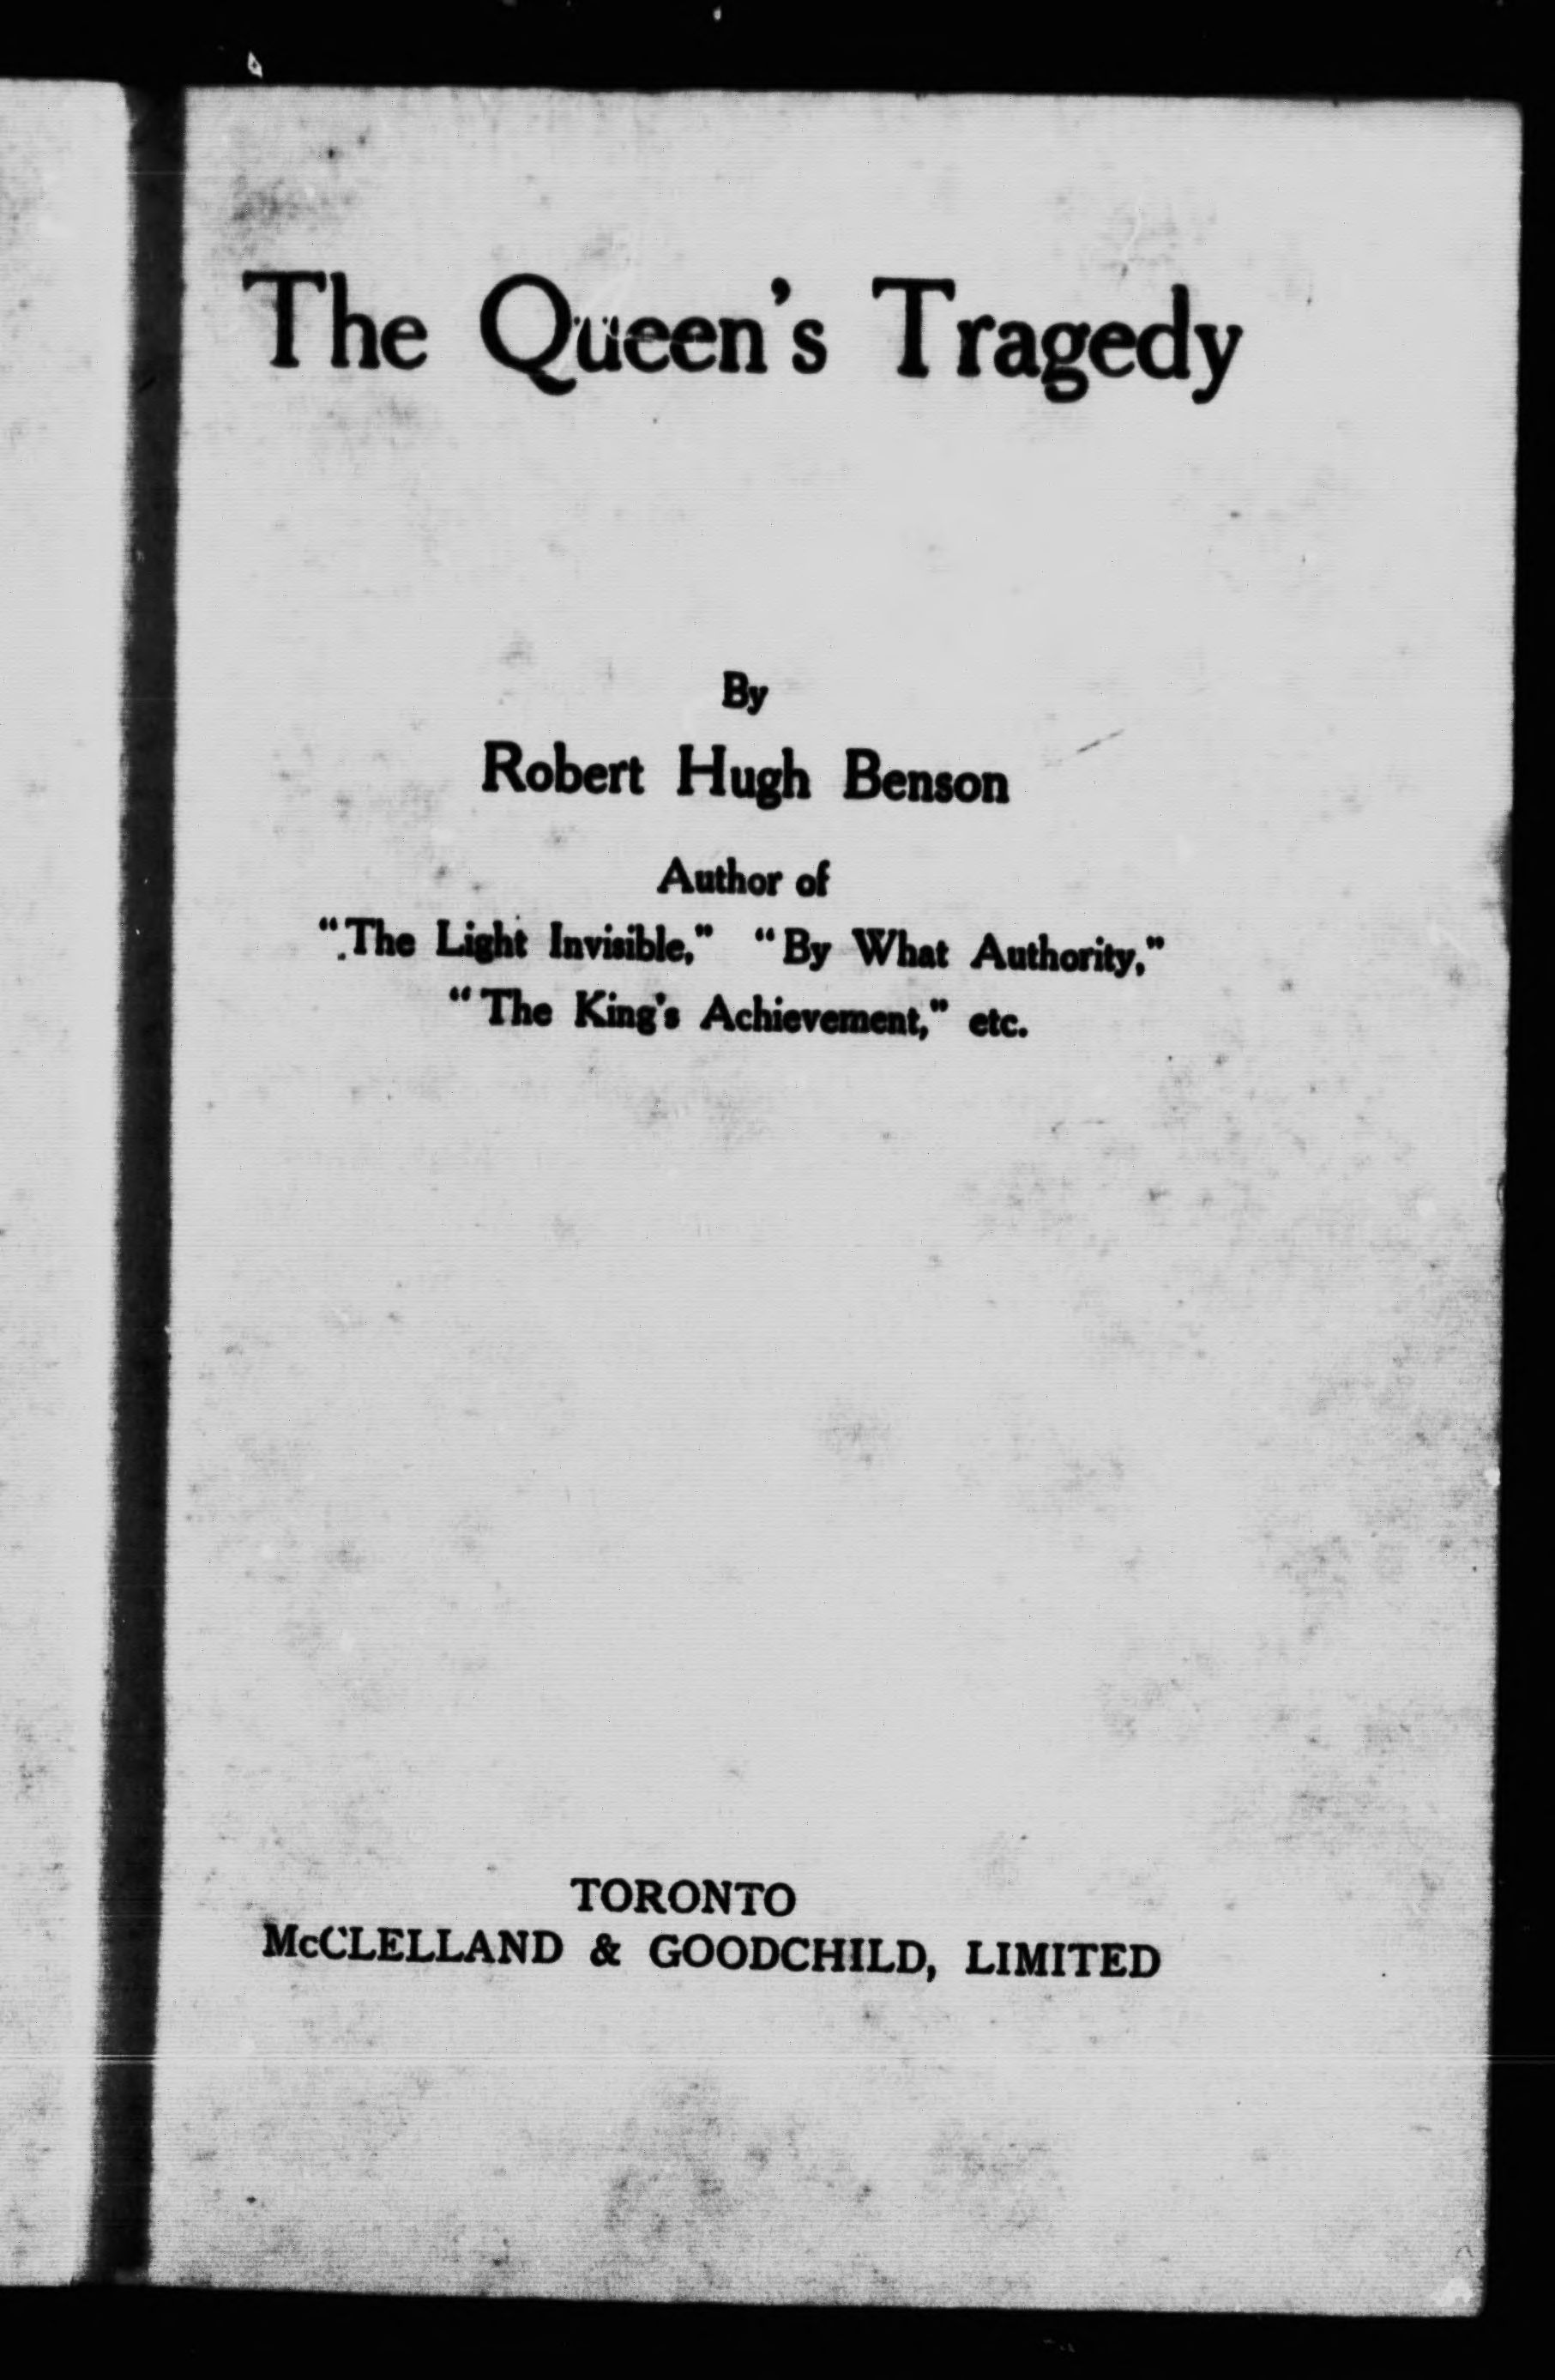 The Queen's Tragedy
By
Robert Hugh Benson
Author of
"The Light Invisible," "By What Authority,"
"The King's Achievement," etc.
TORONTO
McCLELLAND & GOODCHILD, LIMITED